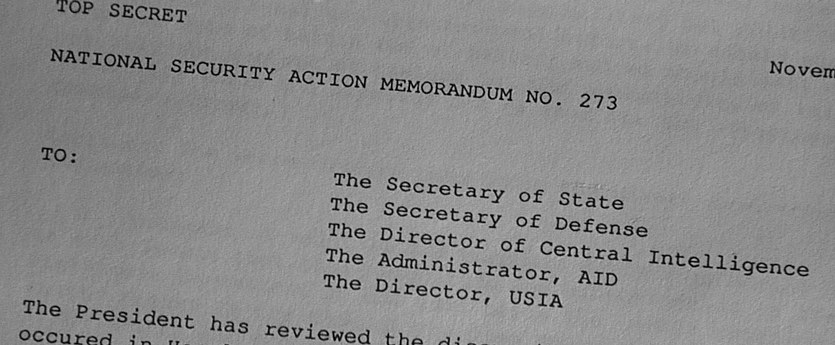 TOP SECRET
Novem
NATIONAL SECURITY ACTION MEMORANDUM NO. 273
TO:
The Secretary of State
The Secretary of Defense
The Director of Central Intelligence
The Administrator, AID
The Director, USIA
The President has reviewed the
occured in